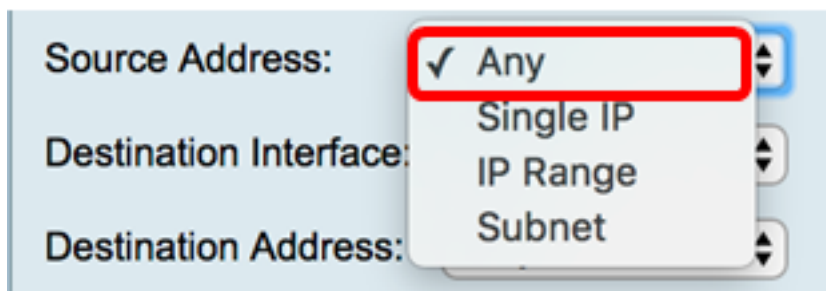 Source Address:
✓ Any
Single IP
Destination Interface:
IP Range
Subnet
Destination Address: